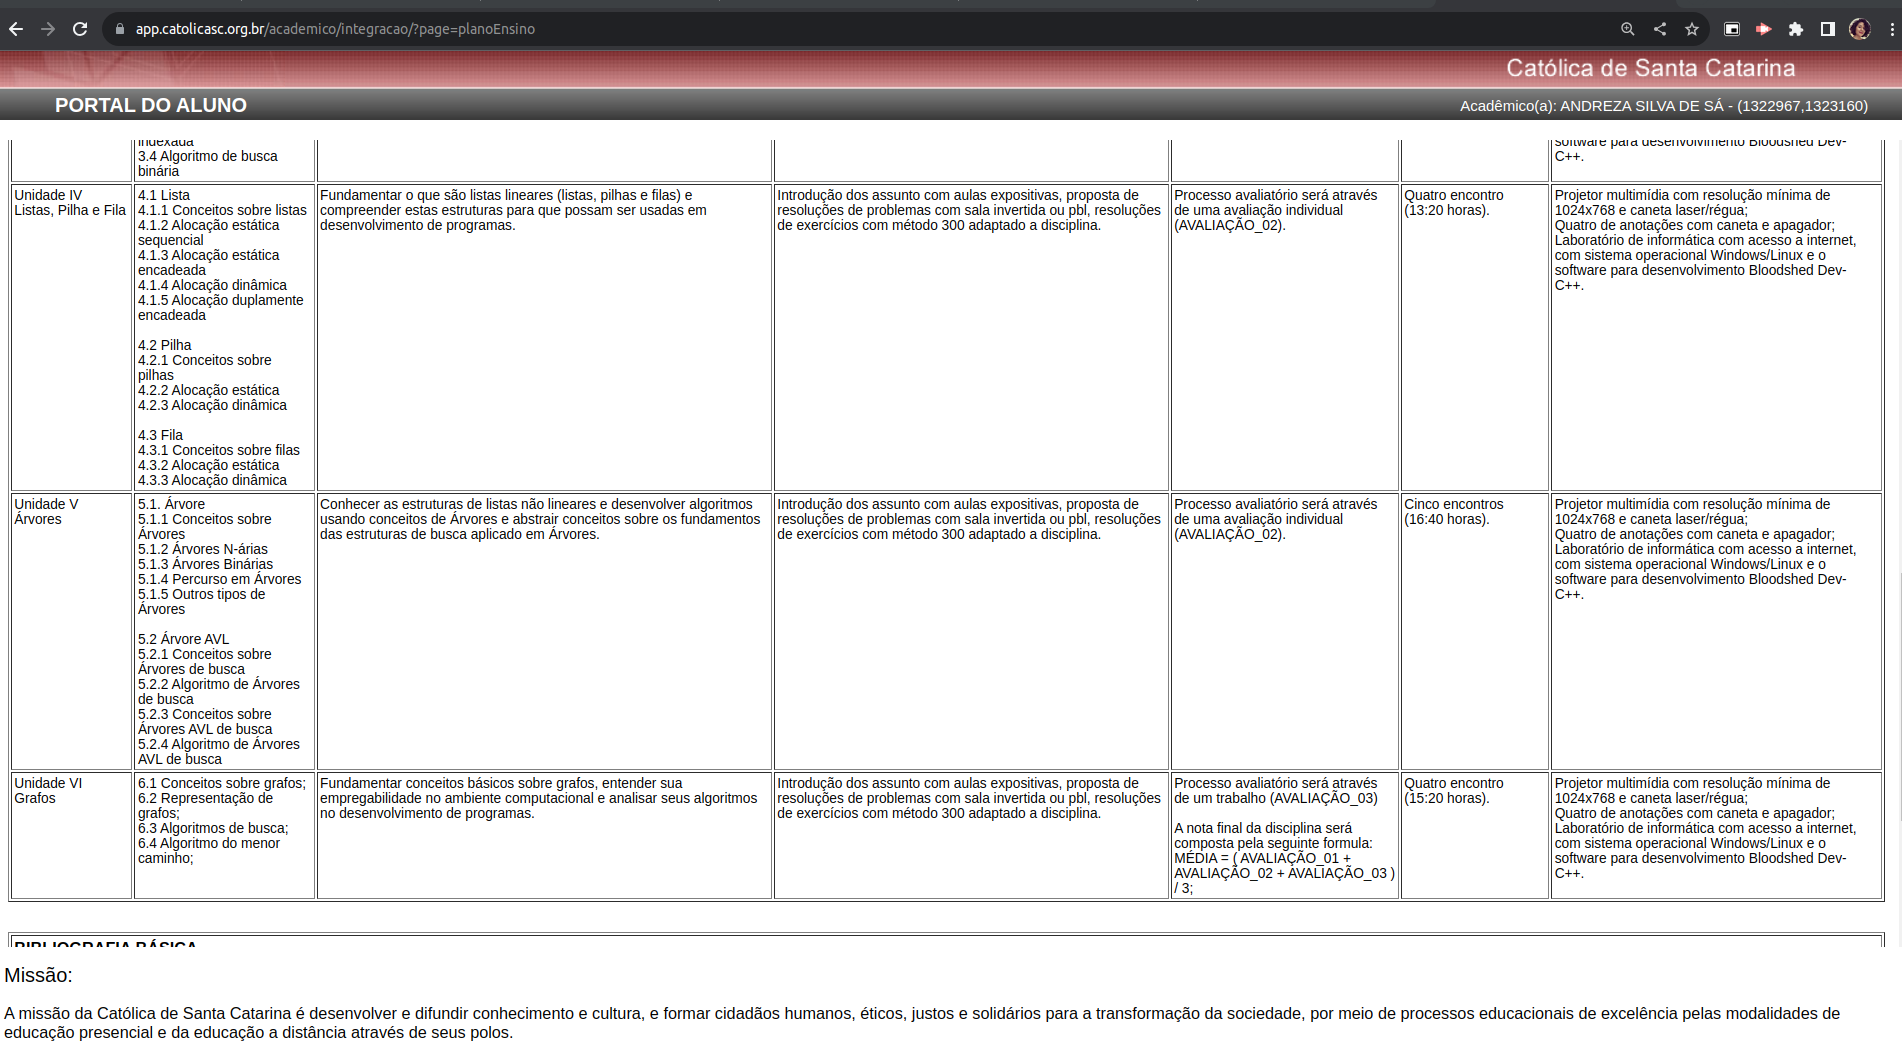 app.catolicasc.org.br/academico/integracao/?page=planoEnsino
Católica de Santa Catarina
PORTAL DO ALUNO
Acadêmico(a): ANDREZA SILVA DE SÁ - (1322967,1323160)
indexada
3.4 Algoritmo de busca
binária
software para desenvolvimento Bloodshed Dev-
C++.
Unidade IV
Listas, Pilha e Fila
4.1 Lista
4.1.1 Conceitos sobre listas
4.1.2 Alocação estática
sequencial
4.1.3 Alocação estática
encadeada
4.1.4 Alocação dinâmica
4.1.5 Alocação duplamente
encadeada
4.2 Pilha
4.2.1 Conceitos sobre
pilhas
4.2.2 Alocação estática
4.2.3 Alocação dinâmica
4.3 Fila
4.3.1 Conceitos sobre filas
4.3.2 Alocação estática
4.3.3 Alocação dinâmica
Fundamentar o que são listas lineares (listas, pilhas e filas) e
compreender estas estruturas para que possam ser usadas em
desenvolvimento de programas.
Introdução dos assunto com aulas expositivas, proposta de
resoluções de problemas com sala invertida ou pbl, resoluções
de exercícios com método 300 adaptado a disciplina.
Processo avaliatório será através
de uma avaliação individual
(AVALIAÇÃO_02).
Quatro encontro
(13:20 horas).
Projetor multimídia com resolução mínima de
1024x768 e caneta laser/régua;
Quatro de anotações com caneta e apagador;
Laboratório de informática com acesso a internet,
com sistema operacional Windows/Linux e o
software para desenvolvimento Bloodshed Dev-
C++.
Unidade V
Árvores
5.1. Árvore
5.1.1 Conceitos sobre
Árvores
5.1.2 Árvores N-árias
5.1.3 Árvores Binárias
5.1.4 Percurso em Árvores
5.1.5 Outros tipos de
Árvores
5.2 Árvore AVL
5.2.1 Conceitos sobre
Árvores de busca
5.2.2 Algoritmo de Árvores
de busca
5.2.3 Conceitos sobre
Árvores AVL de busca
5.2.4 Algoritmo de Árvores
AVL de busca
Conhecer as estruturas de listas não lineares e desenvolver algoritmos
usando conceitos de Árvores e abstrair conceitos sobre os fundamentos
das estruturas de busca aplicado em Árvores.
Introdução dos assunto com aulas expositivas, proposta de
resoluções de problemas com sala invertida ou pbl, resoluções
de exercícios com método 300 adaptado a disciplina.
Processo avaliatório será através
de uma avaliação individual
(AVALIAÇÃO_02).
Cinco encontros
(16:40 horas).
Projetor multimídia com resolução mínima de
1024x768 e caneta laser/régua;
Quatro de anotações com caneta e apagador;
Laboratório de informática com acesso a internet,
com sistema operacional Windows/Linux e o
software para desenvolvimento Bloodshed Dev-
C++.
Unidade VI
Grafos
6.1 Conceitos sobre grafos;
6.2 Representação de
grafos;
6.3 Algoritmos de busca;
6.4 Algoritmo do menor
caminho;
Fundamentar conceitos básicos sobre grafos, entender sua
empregabilidade no ambiente computacional e analisar seus algoritmos
no desenvolvimento de programas.
Introdução dos assunto com aulas expositivas, proposta de
resoluções de problemas com sala invertida ou pbl, resoluções
de exercícios com método 300 adaptado a disciplina.
Processo avaliatório será através
de um trabalho (AVALIAÇÃO_03)
A nota final da disciplina será
composta pela seguinte formula:
MÉDIA = ( AVALIAÇÃO_01 +
AVALIAÇÃO_02 + AVALIAÇÃO_03 )
/ 3;
Quatro encontro
(15:20 horas).
Projetor multimídia com resolução mínima de
1024x768 e caneta laser/régua;
Quatro de anotações com caneta e apagador;
Laboratório de informática com acesso a internet,
com sistema operacional Windows/Linux e o
software para desenvolvimento Bloodshed Dev-
C++.
BIBLIOGRAFIA BÁSICA
Missão:
A missão da Católica de Santa Catarina é desenvolver e difundir conhecimento e cultura, e formar cidadãos humanos, éticos, justos e solidários para a transformação da sociedade, por meio de processos educacionais de excelência pelas modalidades de
educação presencial e da educação a distância através de seus polos.